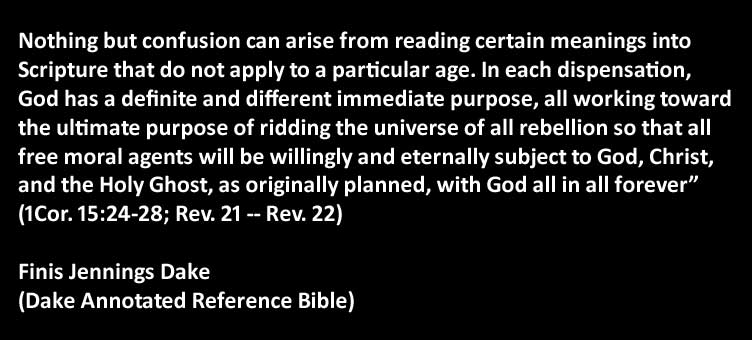 Nothing but confusion can arise from reading certain meanings into
Scripture that do not apply to a particular age. In each dispensation,
God has a definite and different immediate purpose, all working toward
the ultimate purpose of ridding the universe of all rebellion so that all
free moral agents will be willingly and eternally subject to God, Christ,
and the Holy Ghost, as originally planned, with God all in all forever”
(1Cor. 15:24-28; Rev. 21 -- Rev. 22)
Finis Jennings Dake
(Dake Annotated Reference Bible)